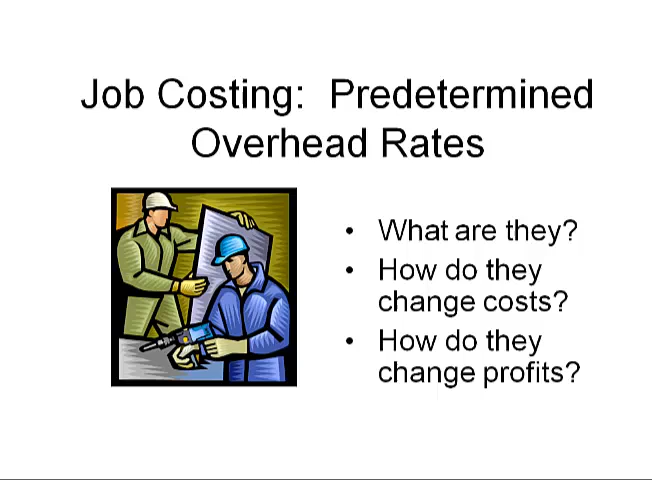 Job Costing:  Predetermined
Overhead Rates
• What are they?
• How do they
change costs?
• How do they
change profits?